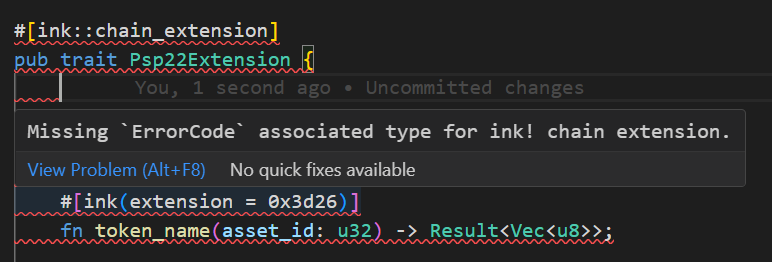 #[ink::chain_extension]
pub trait Psp22Extension {
You, 1 second ago • Uncommitted changes
Missing `ErrorCode` associated type for ink! chain extension.
View Problem (Alt+F8) No quick fixes available
#[ink(extension = 0x3d26)]
fn token_name(asset_id: u32) -> Result<Vec<u8>>;